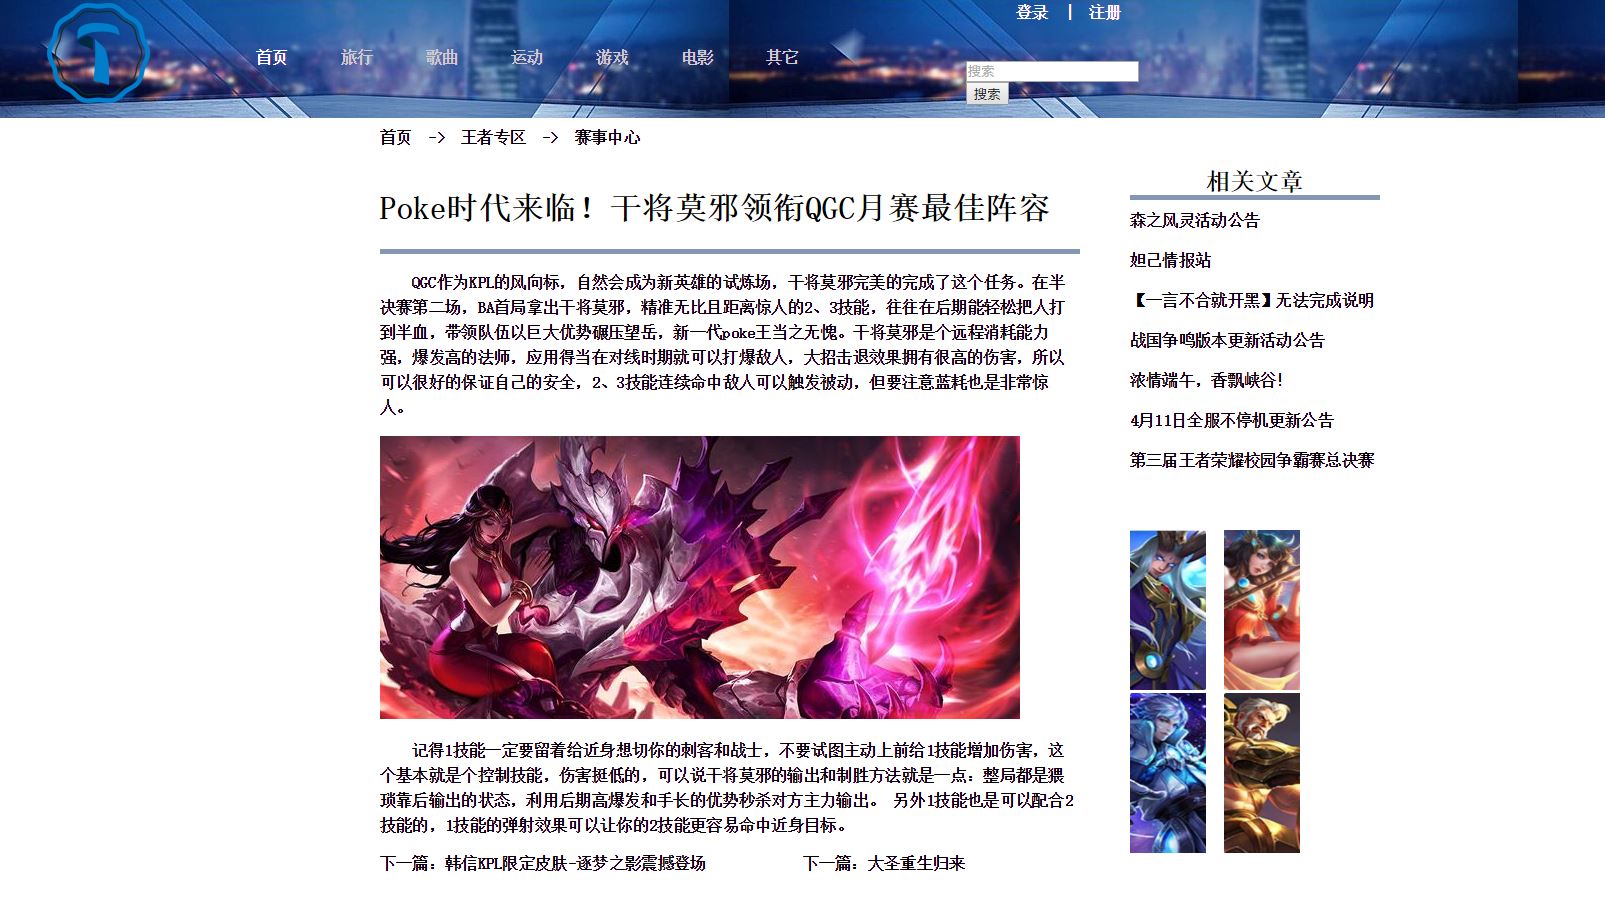 登录 | 注册
首页 旅行 歌曲 运动 游戏 电影 其它
搜索
搜索
首页 -> 王者专区 -> 赛事中心
Poke时代来临！干将莫邪领衔QGC月赛最佳阵容
QGC作为KPL的风向标，自然会成为新英雄的试炼场，干将莫邪完美的完成了这个任务。在半
决赛第二场，BA首局拿出干将莫邪，精准无比且距离惊人的2、3技能，往往在后期能轻松把人打
到半血，带领队伍以巨大优势碾压望岳，新一代poke王当之无愧。干将莫邪是个远程消耗能力
强，爆发高的法师，应用得当在对线时期就可以打爆敌人，大招击退效果拥有很高的伤害，所以
可以很好的保证自己的安全，2、3技能连续命中敌人可以触发被动，但要注意蓝耗也是非常惊
人。
记得1技能一定要留着给近身想切你的刺客和战士，不要试图主动上前给1技能增加伤害，这
个基本就是个控制技能，伤害挺低的，可以说干将莫邪的输出和制胜方法就是一点：整局都是猥
琐靠后输出的状态，利用后期高爆发和手长的优势秒杀对方主力输出。 另外1技能也是可以配合2
技能的，1技能的弹射效果可以让你的2技能更容易命中近身目标。
下一篇：韩信KPL限定皮肤-逐梦之影震撼登场 下一篇：大圣重生归来
相关文章
森之风灵活动公告
妲己情报站
【一言不合就开黑】无法完成说明
战国争鸣版本更新活动公告
浓情端午，香飘峡谷！
4月11日全服不停机更新公告
第三届王者荣耀校园争霸赛总决赛